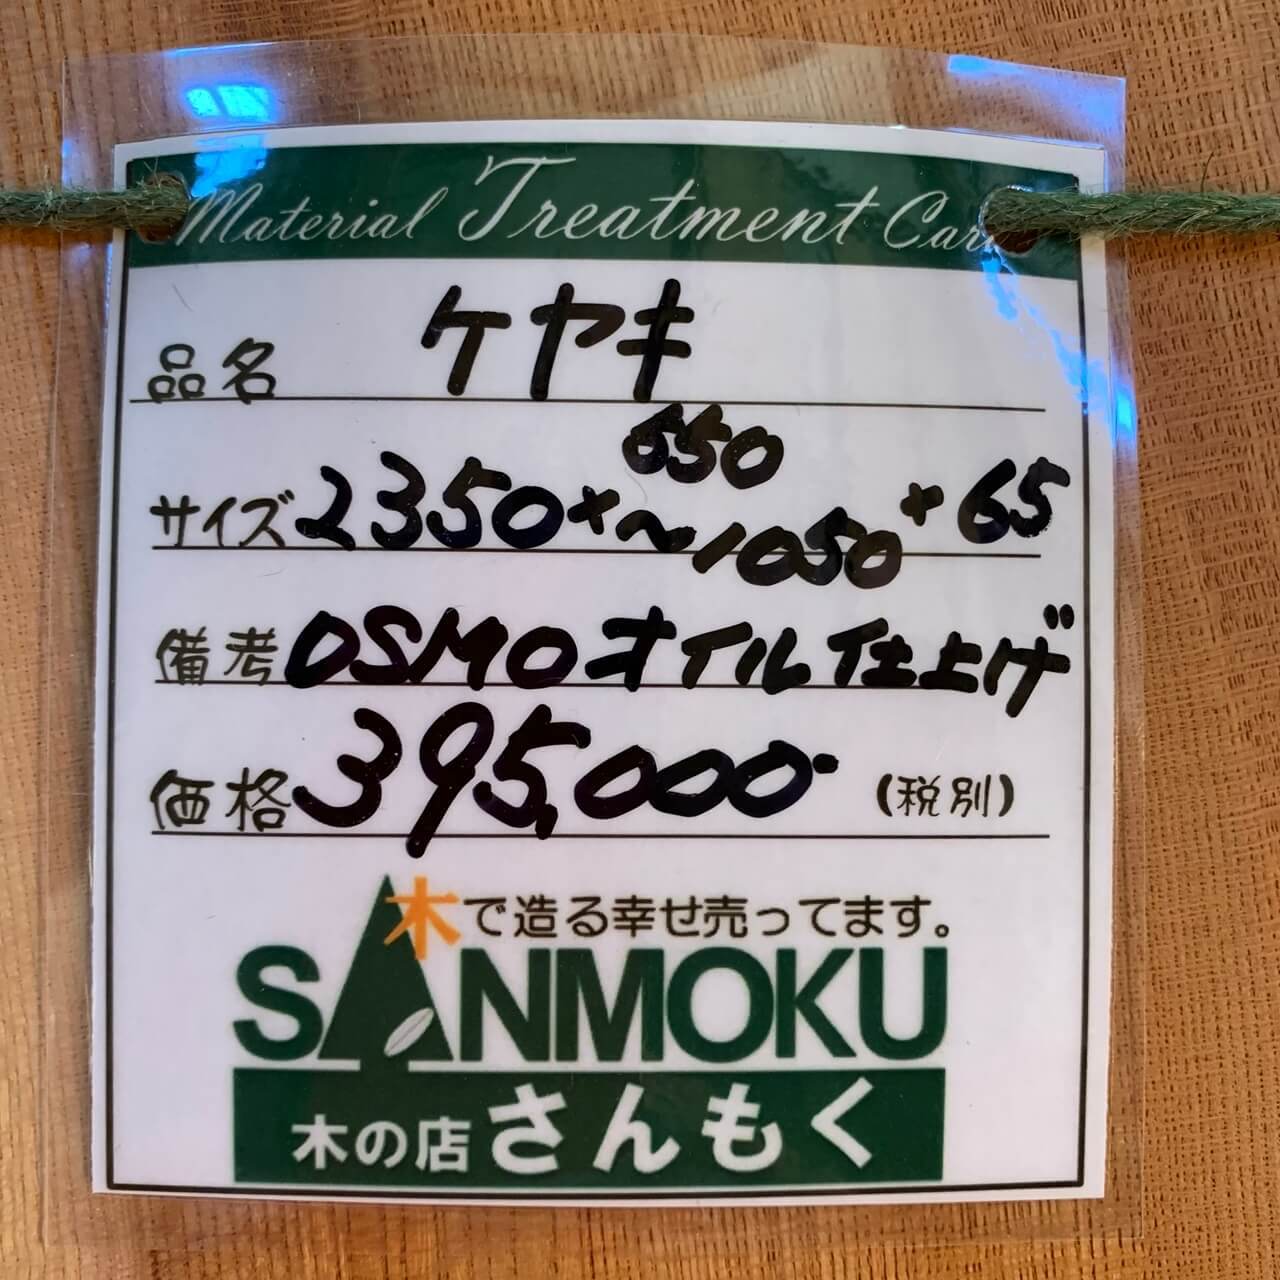 Material Treatment Car
品名 ケヤキ
サイズ 2350×650～1050×65
備考 OSMOオイル仕上げ
価格 395,000- (税別)
木で造る幸せ売ってます。
SANMOKU
木の店 さんもく